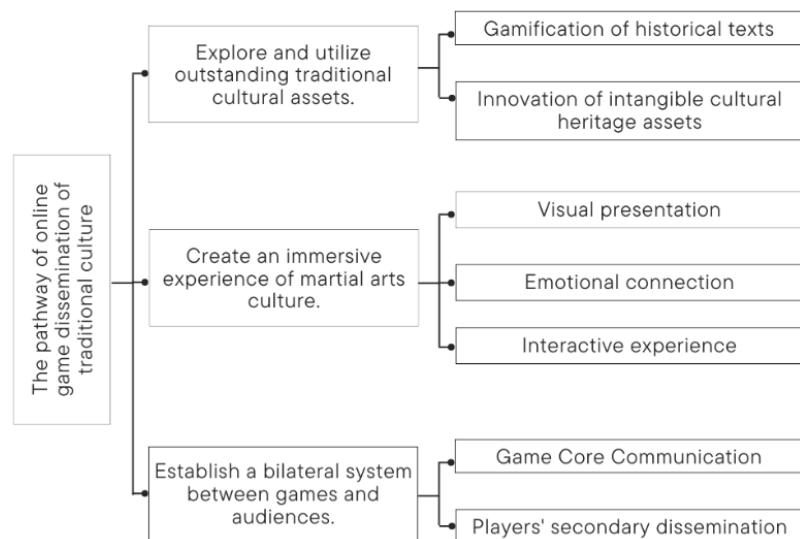 The pathway of online
game dissemination of
traditional culture
Explore and utilize
outstanding traditional
cultural assets.
Gamification of historical texts
Innovation of intangible cultural
heritage assets
Create an immersive
experience of martial arts
culture.
Visual presentation
Emotional connection
Interactive experience
Establish a bilateral system
between games and
audiences.
Game Core Communication
Players' secondary dissemination